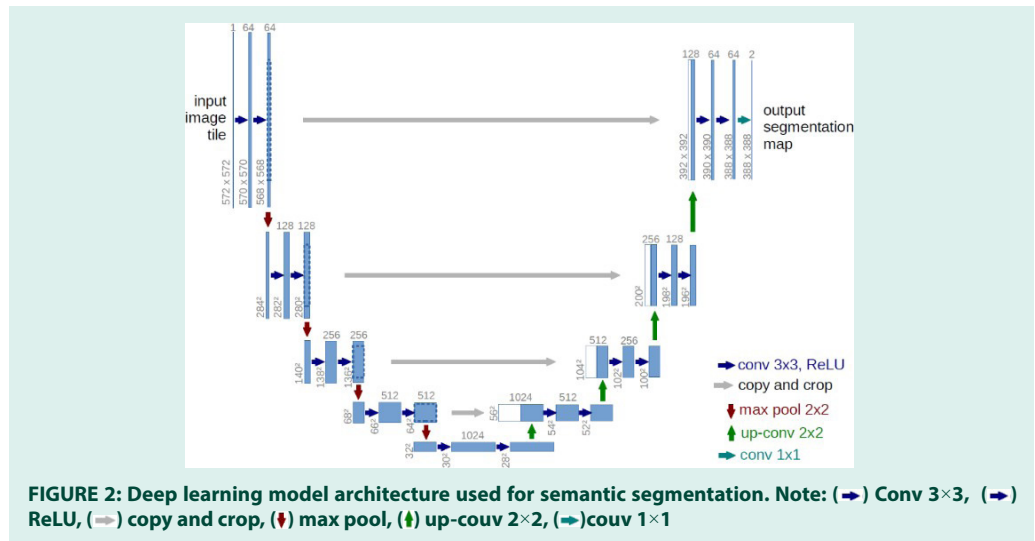 1 64 64
128 64 64 2
input
image
tile
output
segmentation
map
572 x 572
570 x 570
568 x 568
392 x 392
390 x 390
388 x 388
388 x 388
128 128
256 128
284²
282²
280²
200²
198²
196²
256 256
512 256
140²
138²
136²
104²
102²
100²
512 512
1024 512
68²
66²
64²
56²
54²
52²
1024
32²
30²
28²
conv 3x3, ReLU
copy and crop
max pool 2x2
up-conv 2x2
conv 1x1
FIGURE 2: Deep learning model architecture used for semantic segmentation. Note: (➡) Conv 3×3, (➡)
ReLU, (➡) copy and crop, (⬇) max pool, (⬆) up-couv 2×2, (➡)couv 1×1